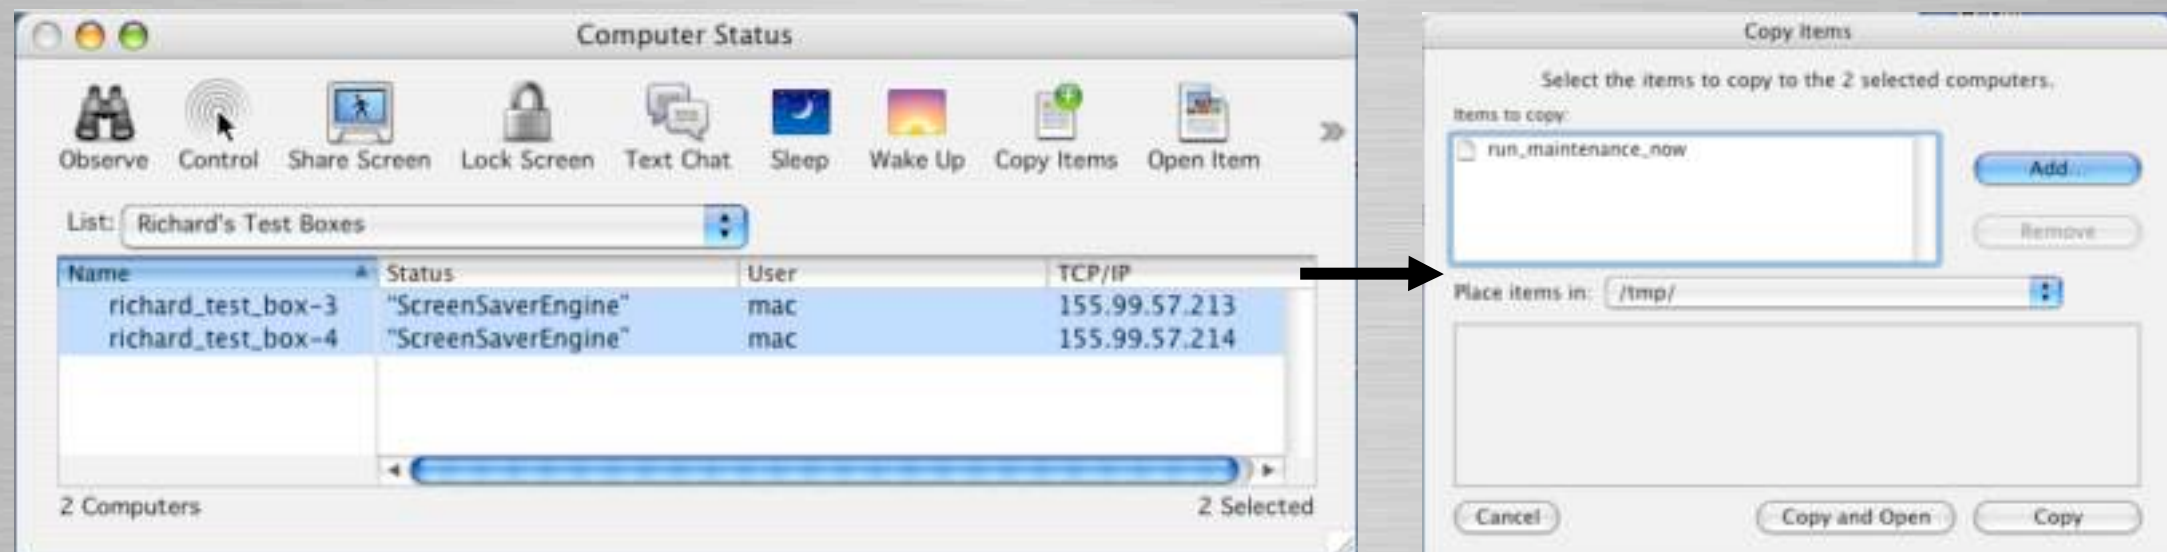 Computer Status
Observe Control Share Screen Lock Screen Text Chat Sleep Wake Up Copy Items Open Item
List: Richard's Test Boxes
Name Status User TCP/IP
richard_test_box-3 "ScreenSaverEngine" mac 155.99.57.213
richard_test_box-4 "ScreenSaverEngine" mac 155.99.57.214
2 Computers 2 Selected
Copy Items
Select the items to copy to the 2 selected computers.
Items to copy:
run_maintenance_now
Add...
Remove
Place items in: /tmp/
Cancel Copy and Open Copy